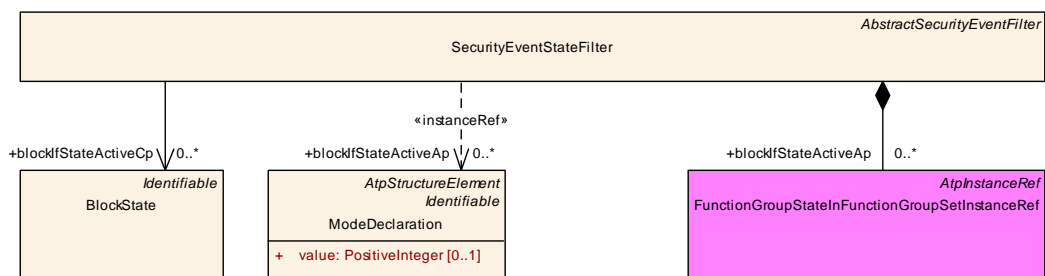 AbstractSecurityEventFilter
SecurityEventStateFilter
«instanceRef»
+blockIfStateActiveCp 0..*
+blockIfStateActiveAp 0..*
+blockIfStateActiveAp 0..*
Identifiable
BlockState
AtpStructureElement
Identifiable
ModeDeclaration
+ value: PositiveInteger [0..1]
AtpInstanceRef
FunctionGroupStateInFunctionGroupSetInstanceRef